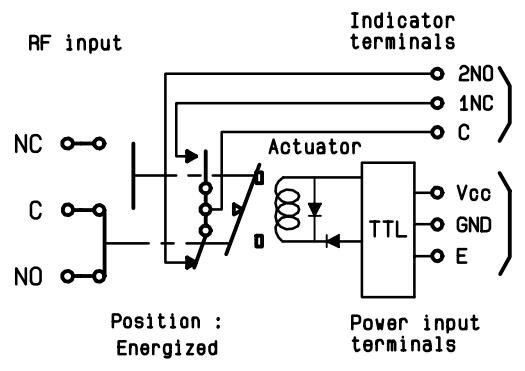 Indicator
terminals
RF input
2NO
1NC
C
Actuator
NC
C
NO
Vcc
GND
E
TTL
Position :
Energized
Power input
terminals